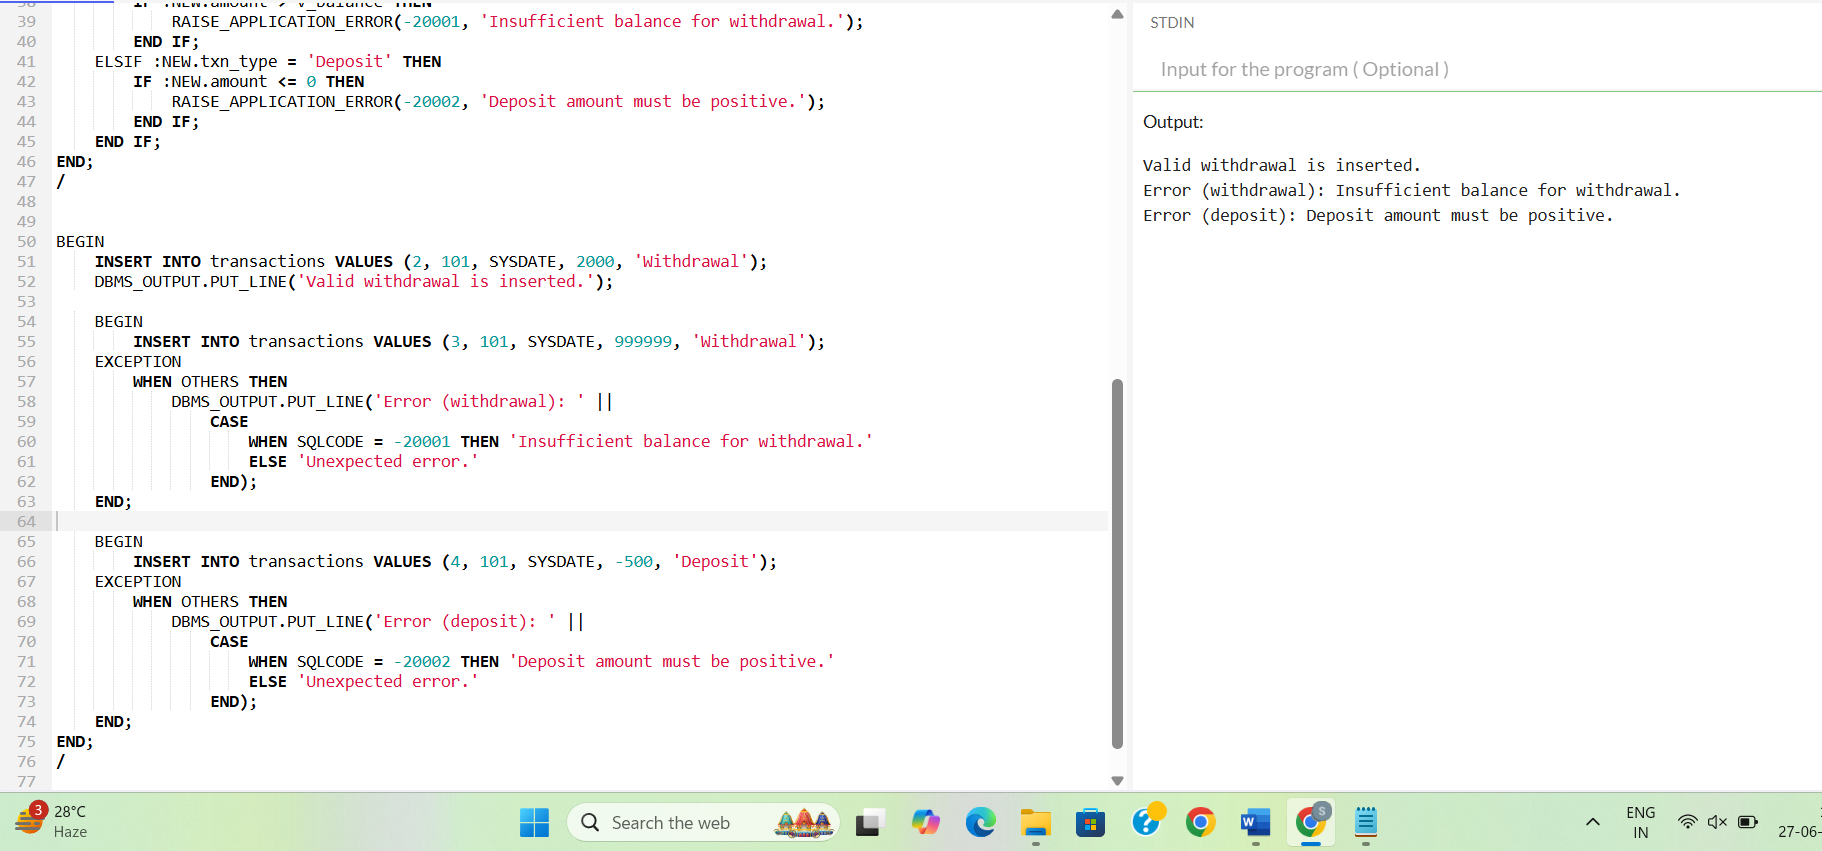 38 IF :NEW.amount > v_balance THEN
39 RAISE_APPLICATION_ERROR(-20001, 'Insufficient balance for withdrawal.');
40 END IF;
41 ELSIF :NEW.txn_type = 'Deposit' THEN
42 IF :NEW.amount <= 0 THEN
43 RAISE_APPLICATION_ERROR(-20002, 'Deposit amount must be positive.');
44 END IF;
45 END IF;
46 END;
47 /
48
49
50 BEGIN
51 INSERT INTO transactions VALUES (2, 101, SYSDATE, 2000, 'Withdrawal');
52 DBMS_OUTPUT.PUT_LINE('Valid withdrawal is inserted.');
53
54 BEGIN
55 INSERT INTO transactions VALUES (3, 101, SYSDATE, 999999, 'Withdrawal');
56 EXCEPTION
57 WHEN OTHERS THEN
58 DBMS_OUTPUT.PUT_LINE('Error (withdrawal): ' ||
59 CASE
60 WHEN SQLCODE = -20001 THEN 'Insufficient balance for withdrawal.'
61 ELSE 'Unexpected error.'
62 END);
63 END;
64
65 BEGIN
66 INSERT INTO transactions VALUES (4, 101, SYSDATE, -500, 'Deposit');
67 EXCEPTION
68 WHEN OTHERS THEN
69 DBMS_OUTPUT.PUT_LINE('Error (deposit): ' ||
70 CASE
71 WHEN SQLCODE = -20002 THEN 'Deposit amount must be positive.'
72 ELSE 'Unexpected error.'
73 END);
74 END;
75 END;
76 /
77
STDIN
Input for the program ( Optional )
Output:
Valid withdrawal is inserted.
Error (withdrawal): Insufficient balance for withdrawal.
Error (deposit): Deposit amount must be positive.
3
28°C
Haze
Search the web
W
S
ENG
IN
27-06-